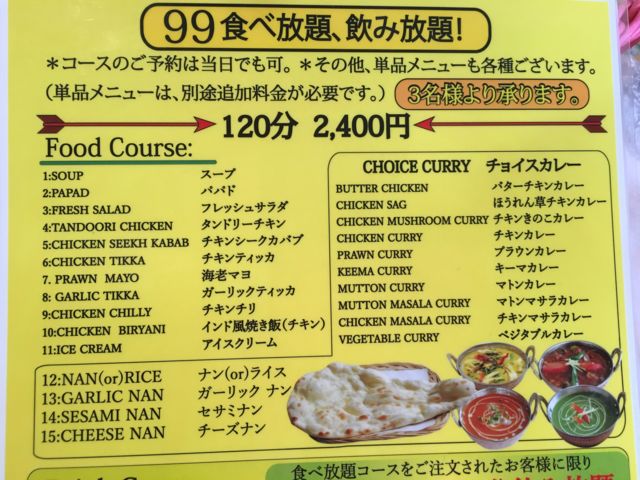 99食べ放題、飲み放題!
＊コースのご予約は当日でも可。＊その他、単品メニューも各種ございます。
（単品メニューは、別途追加料金が必要です。） 3名様より承ります。
120分 2,400円
Food Course:
1:SOUP スープ
2:PAPAD パパド
3:FRESH SALAD フレッシュサラダ
4:TANDOORI CHICKEN タンドリーチキン
5:CHICKEN SEEKH KABAB チキンシークカバブ
6:CHICKEN TIKKA チキンティッカ
7. PRAWN MAYO 海老マヨ
8: GARLIC TIKKA ガーリックティッカ
9:CHICKEN CHILLY チキンチリ
10:CHICKEN BIRYANI インド風焼き飯（チキン）
11:ICE CREAM アイスクリーム
12:NAN(or)RICE ナン(or)ライス
13:GARLIC NAN ガーリック ナン
14:SESAMI NAN セサミナン
15:CHEESE NAN チーズナン
CHOICE CURRY チョイスカレー
BUTTER CHICKEN バターチキンカレー
CHICKEN SAG ほうれん草チキンカレー
CHICKEN MUSHROOM CURRY チキンきのこカレー
CHICKEN CURRY チキンカレー
PRAWN CURRY プラウンカレー
KEEMA CURRY キーマカレー
MUTTON CURRY マトンカレー
MUTTON MASALA CURRY マトンマサラカレー
CHICKEN MASALA CURRY チキンマサラカレー
VEGETABLE CURRY ベジタブルカレー
食べ放題コースをご注文されたお客様に限り